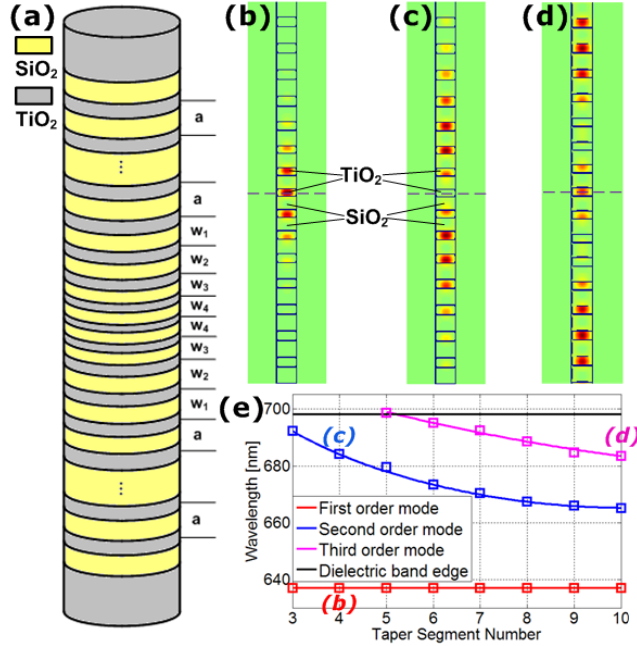 (a)
SiO₂
TiO₂
a
⋮
a
w₁
w₂
w₃
w₄
w₄
w₃
w₂
w₁
a
⋮
a
(b)
(c)
(d)
TiO₂
SiO₂
(e)
Wavelength [nm]
700
680
660
640
(c)
(d)
(b)
First order mode
Second order mode
Third order mode
Dielectric band edge
3 4 5 6 7 8 9 10
Taper Segment Number